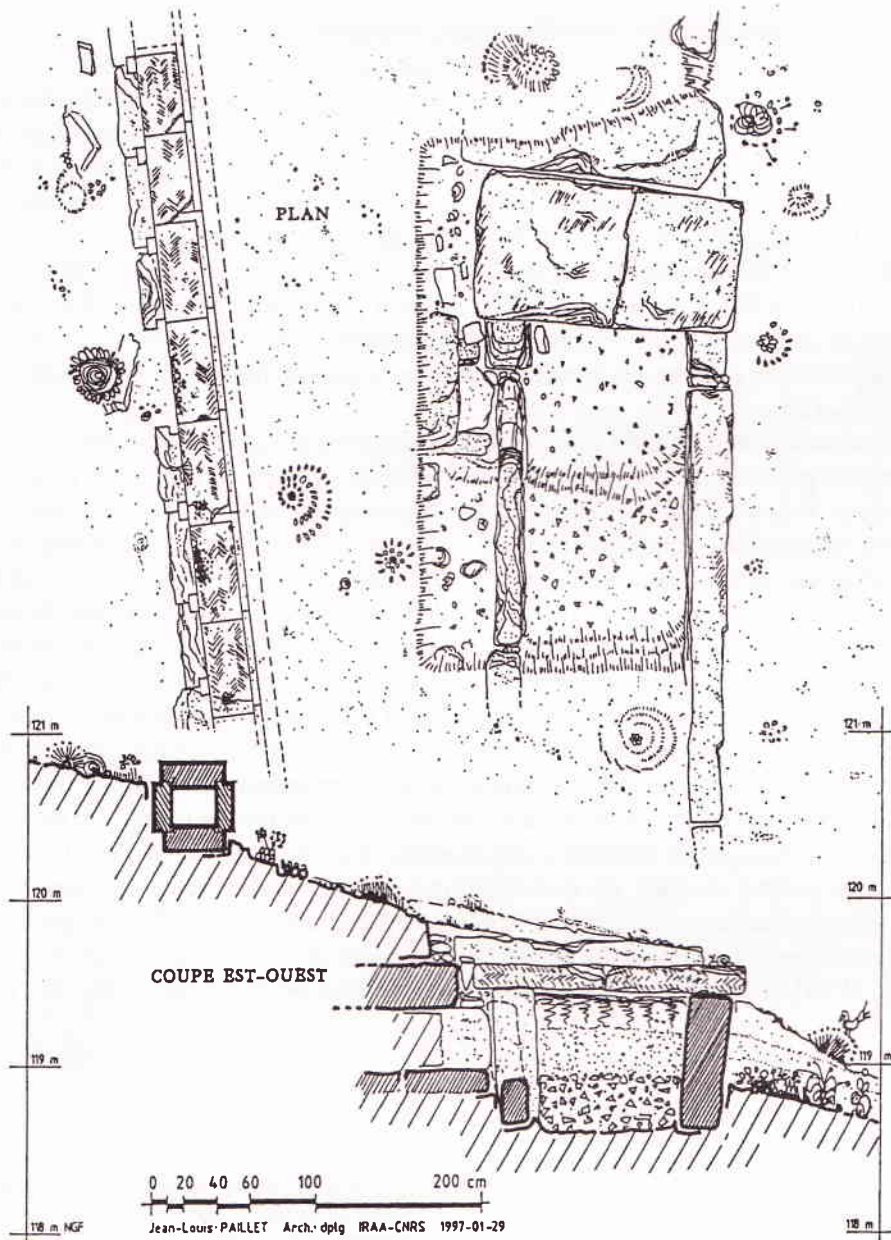 PLAN
121 m
121 m
120 m
120 m
COUPE EST-OUEST
119 m
119 m
0 20 40 60 100 200 cm
Jean-Louis PAILLET Arch. dplg IRAA-CNRS 1997-01-29
118 m NGF
118 m